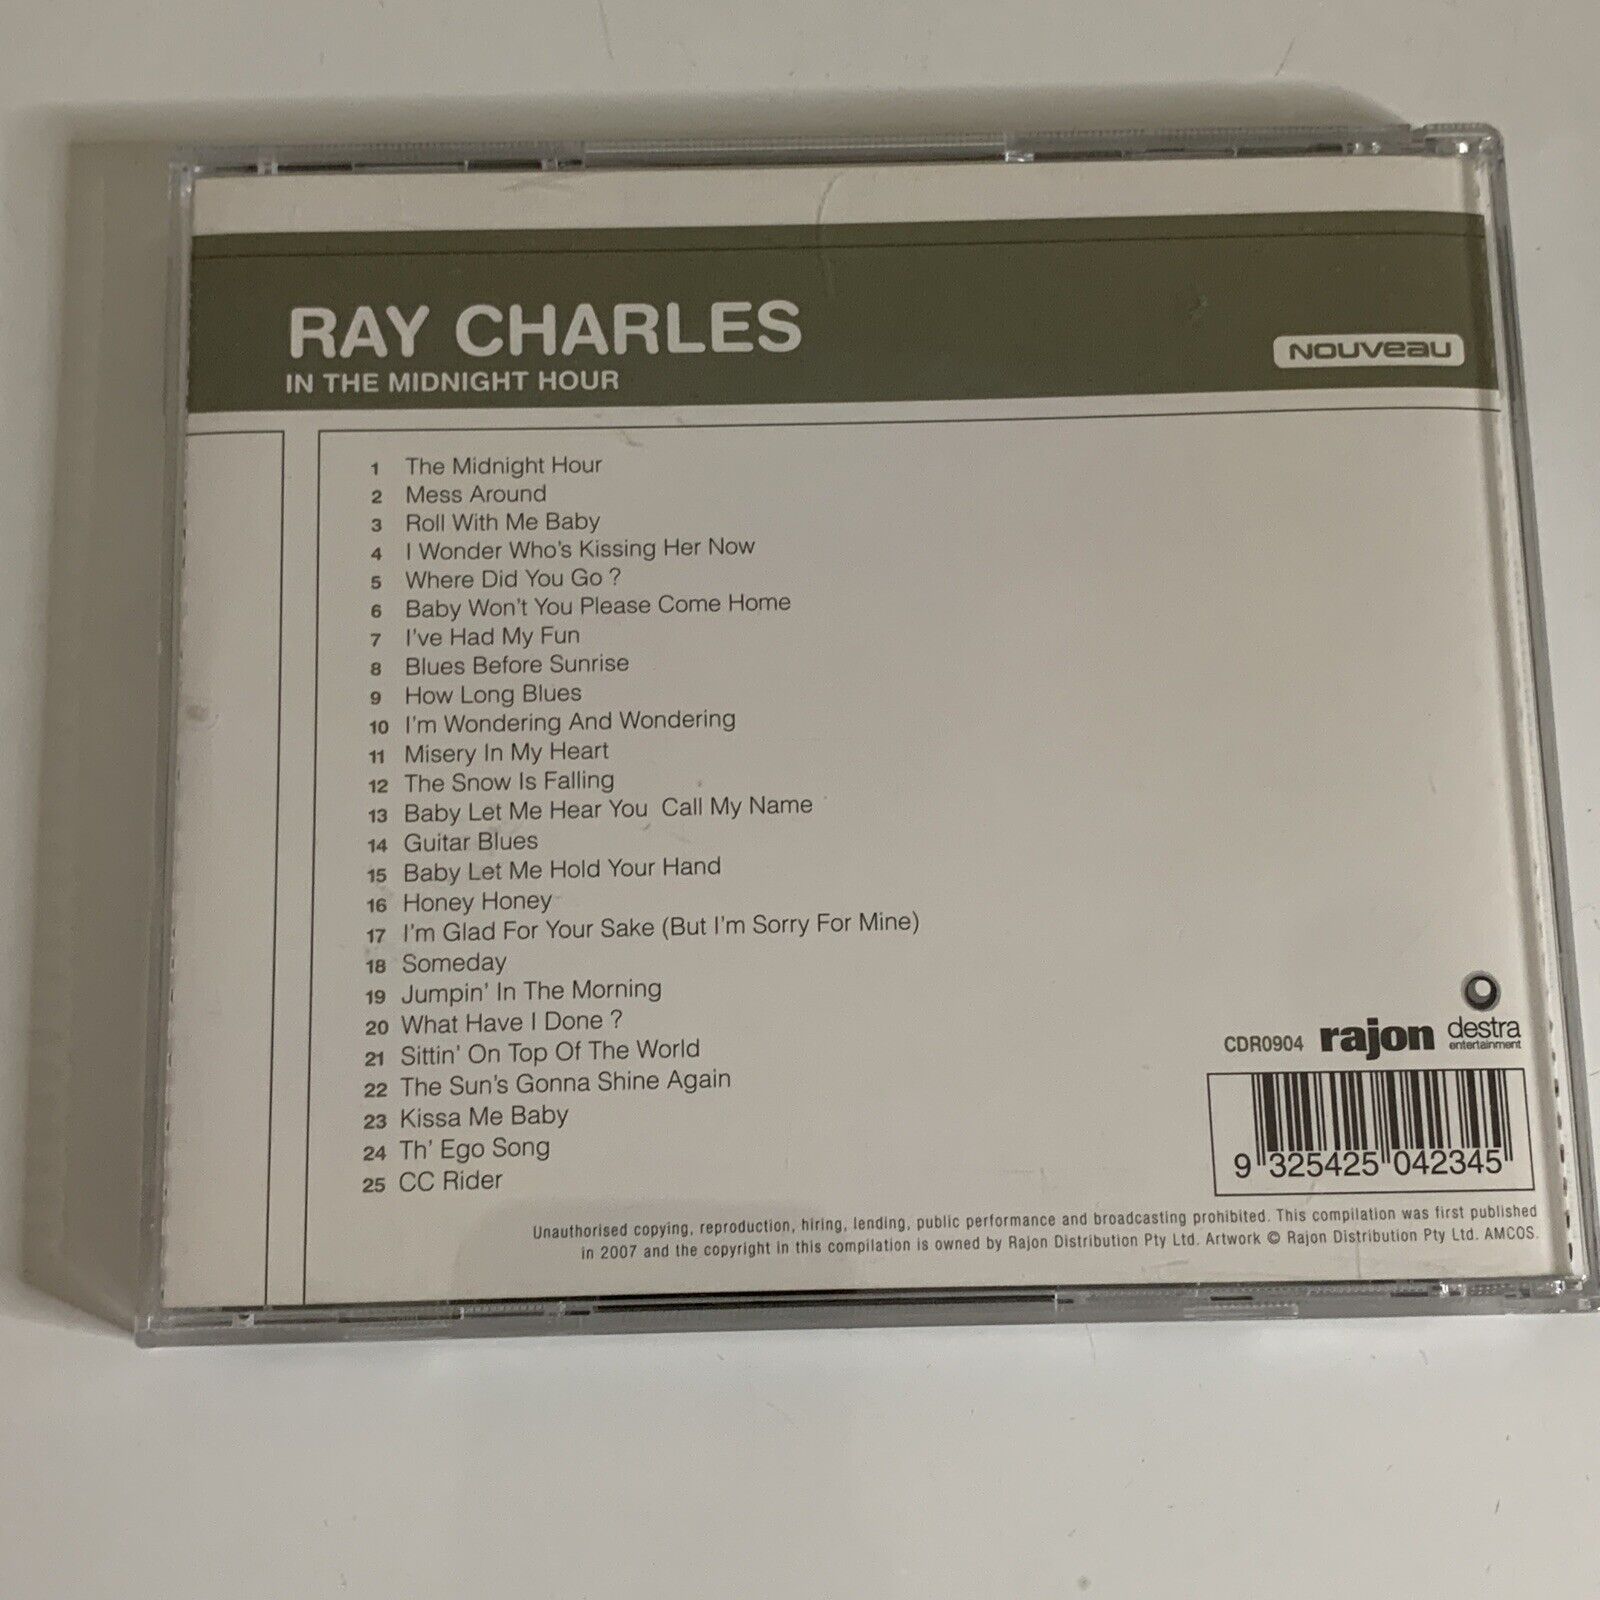 RAY CHARLES
IN THE MIDNIGHT HOUR
NOUVEAU
1 The Midnight Hour
2 Mess Around
3 Roll With Me Baby
4 I Wonder Who's Kissing Her Now
5 Where Did You Go ?
6 Baby Won't You Please Come Home
7 I've Had My Fun
8 Blues Before Sunrise
9 How Long Blues
10 I'm Wondering And Wondering
11 Misery In My Heart
12 The Snow Is Falling
13 Baby Let Me Hear You Call My Name
14 Guitar Blues
15 Baby Let Me Hold Your Hand
16 Honey Honey
17 I'm Glad For Your Sake (But I'm Sorry For Mine)
18 Someday
19 Jumpin' In The Morning
20 What Have I Done ?
21 Sittin' On Top Of The World
22 The Sun's Gonna Shine Again
23 Kissa Me Baby
24 Th' Ego Song
25 CC Rider
CDR0904 rajon destra
entertainment
9 325425 042345
Unauthorised copying, reproduction, hiring, lending, public performance and broadcasting prohibited. This compilation was first published
in 2007 and the copyright in this compilation is owned by Rajon Distribution Pty Ltd. Artwork © Rajon Distribution Pty Ltd. AMCOS.